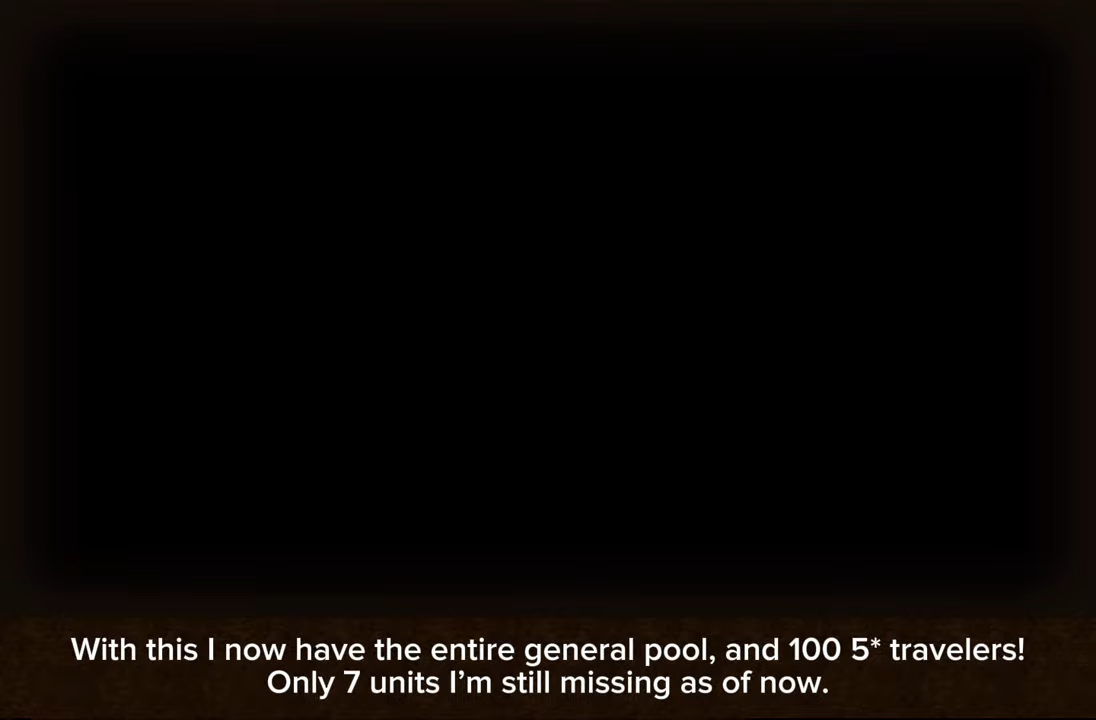 With this I now have the entire general pool, and 100 5* travelers!
Only 7 units I’m still missing as of now.